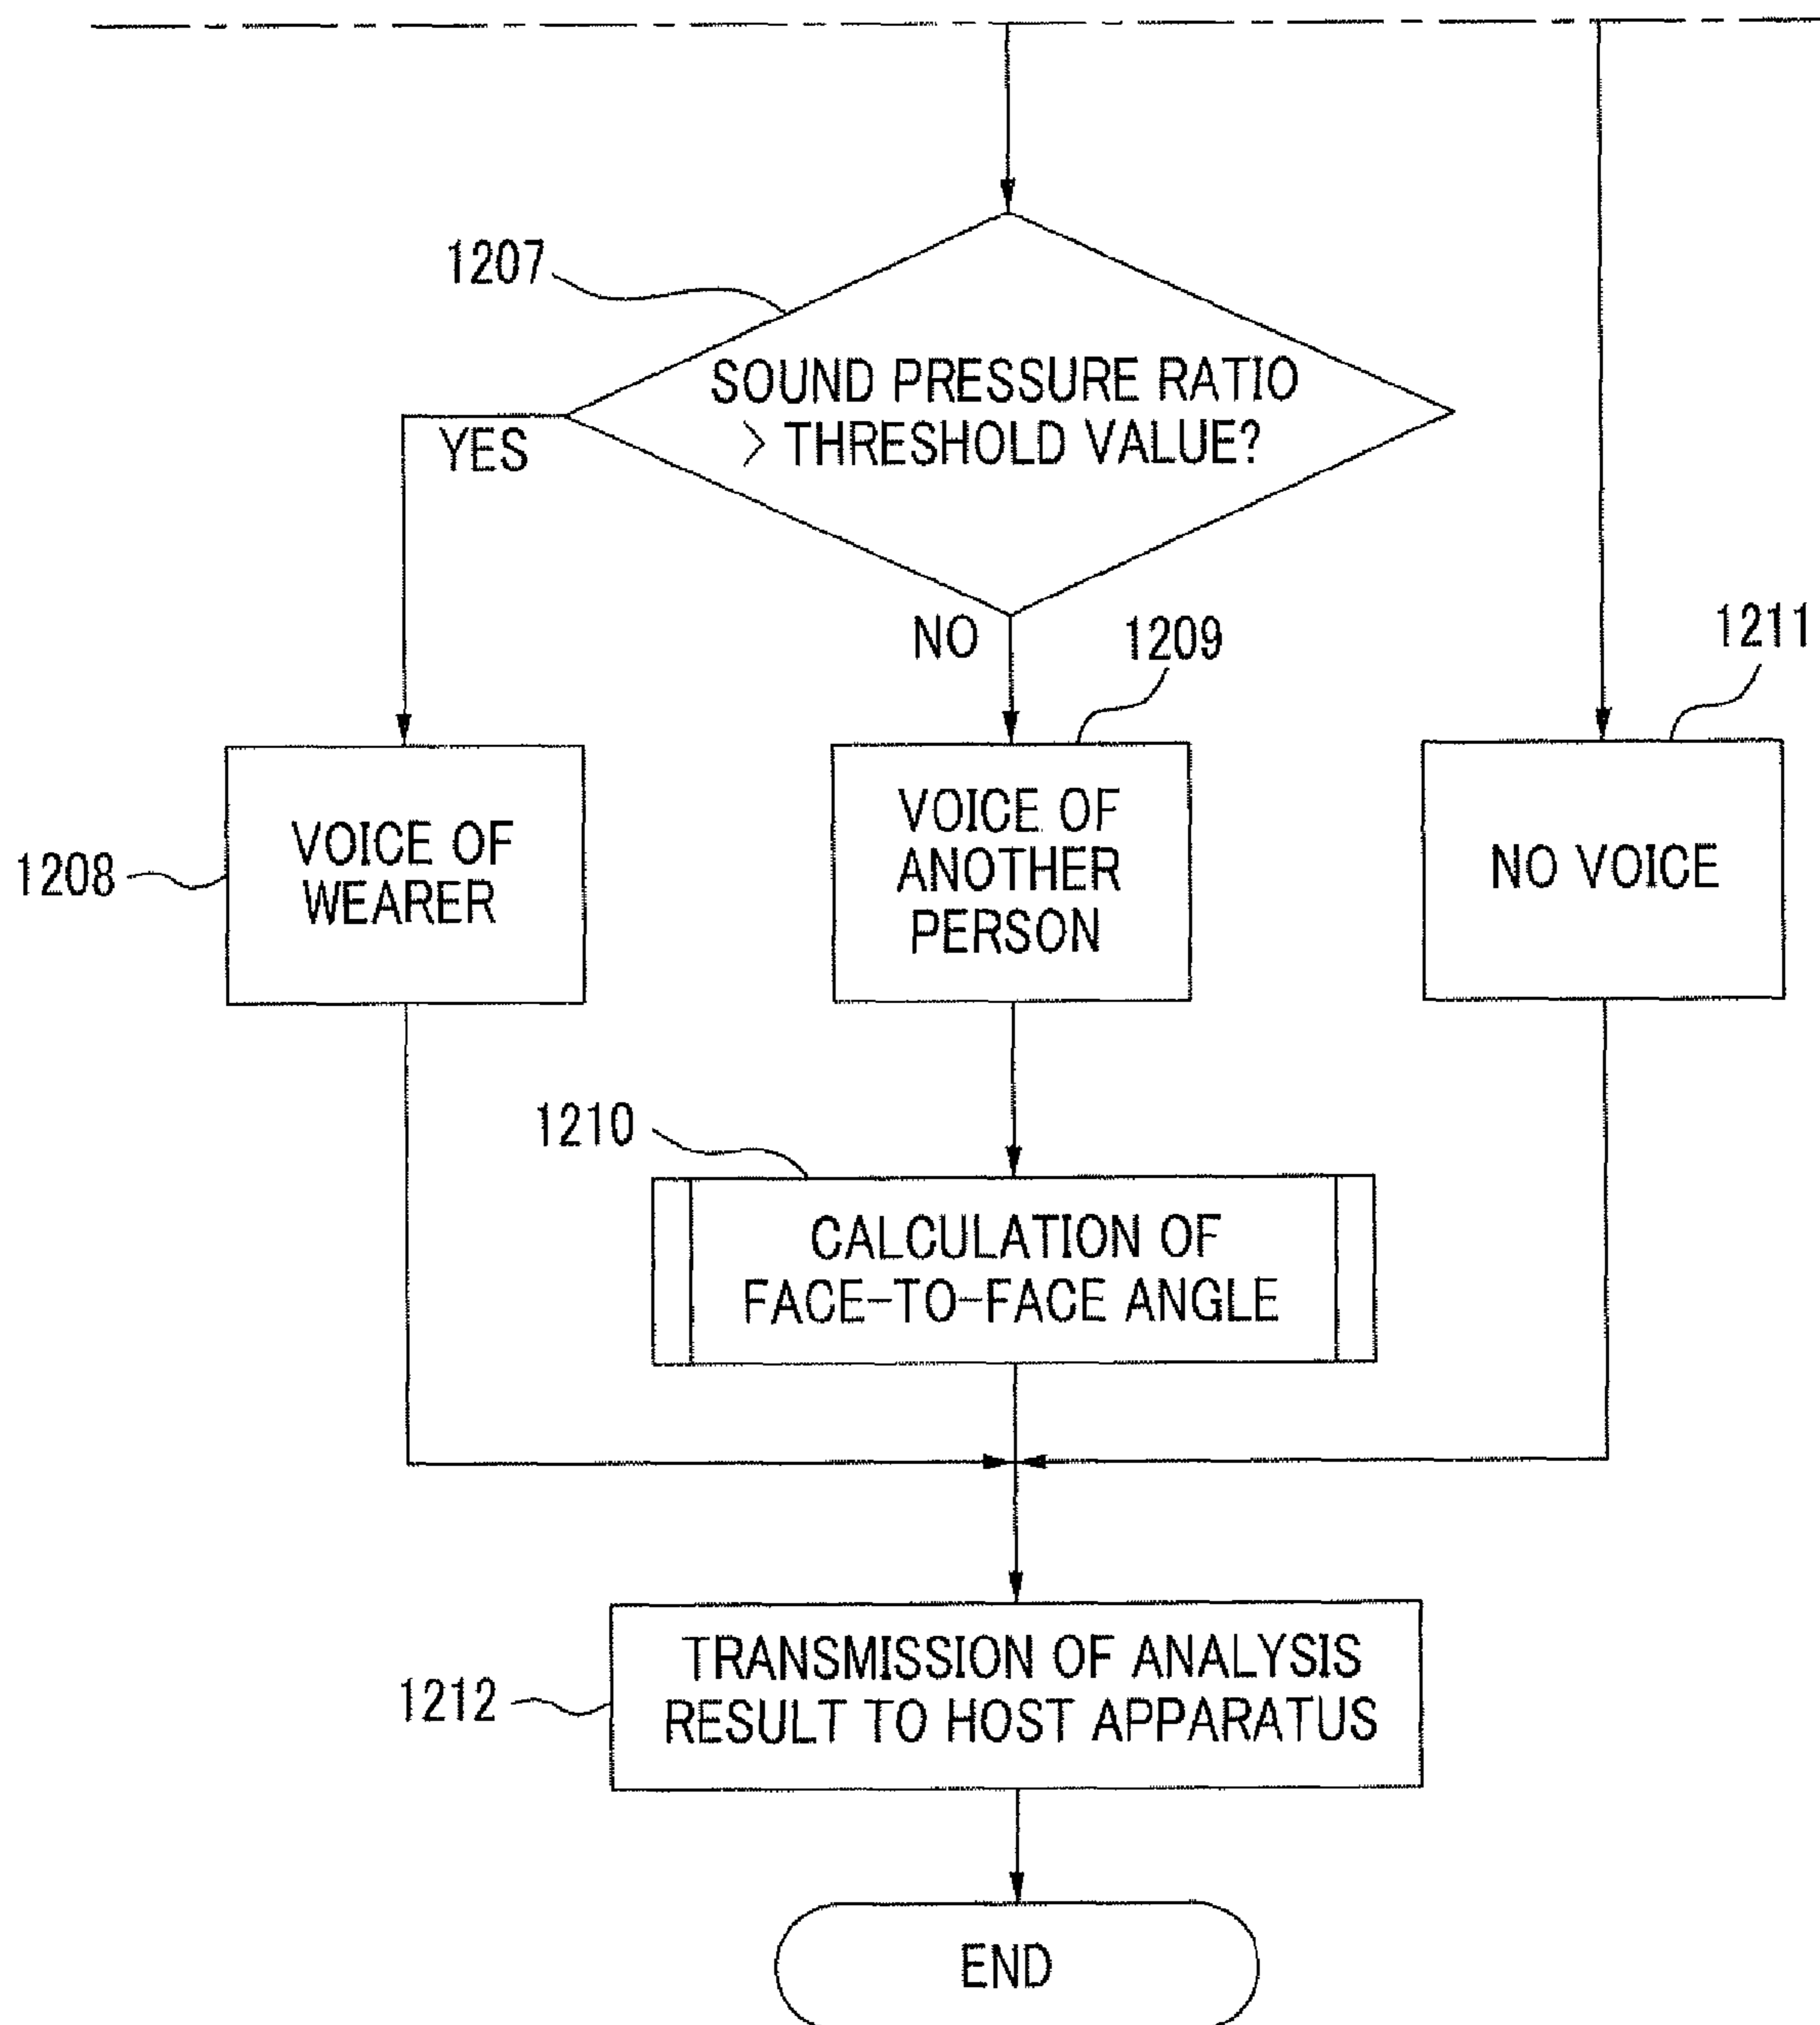 1207
SOUND PRESSURE RATIO
> THRESHOLD VALUE?
YES
NO
1209
1211
1208
VOICE OF
WEARER
VOICE OF
ANOTHER
PERSON
NO VOICE
1210
CALCULATION OF
FACE-TO-FACE ANGLE
1212
TRANSMISSION OF ANALYSIS
RESULT TO HOST APPARATUS
END